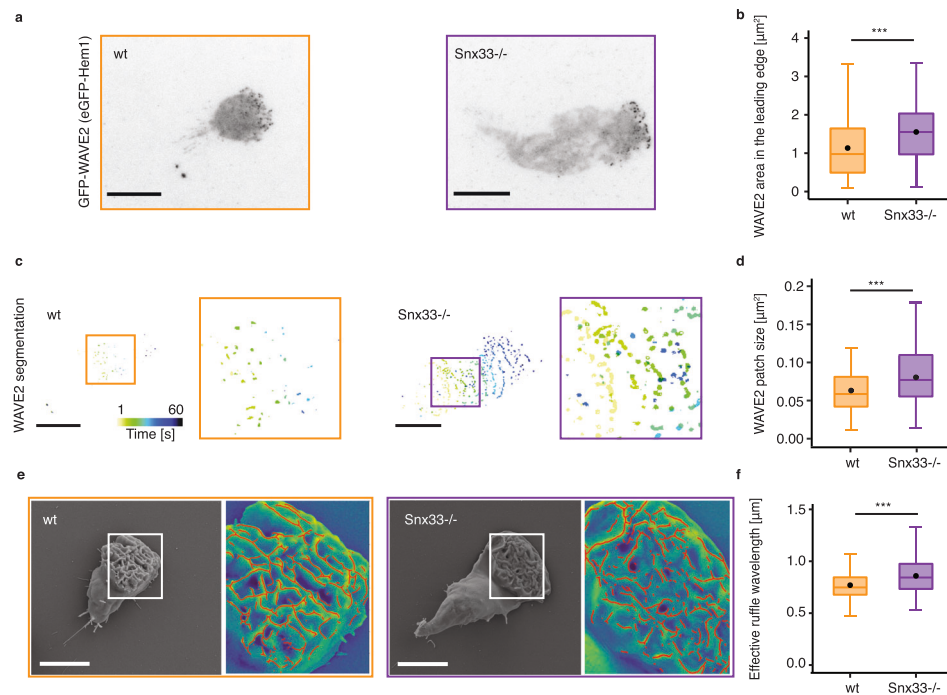 a
GFP-WAVE2 (eGFP-Hem1)
wt
Snx33-/-
b
WAVE2 area in the leading edge [µm²]
4
3
2
1
0
***
wt
Snx33-/-
c
WAVE2 segmentation
wt
1
60
Time [s]
Snx33-/-
d
WAVE2 patch size [µm²]
0.2
0.15
0.10
0.05
0.00
***
wt
Snx33-/-
e
wt
Snx33-/-
f
Effective ruffle wavelength [µm]
1.5
1.0
0.5
0.0
***
wt
Snx33-/-